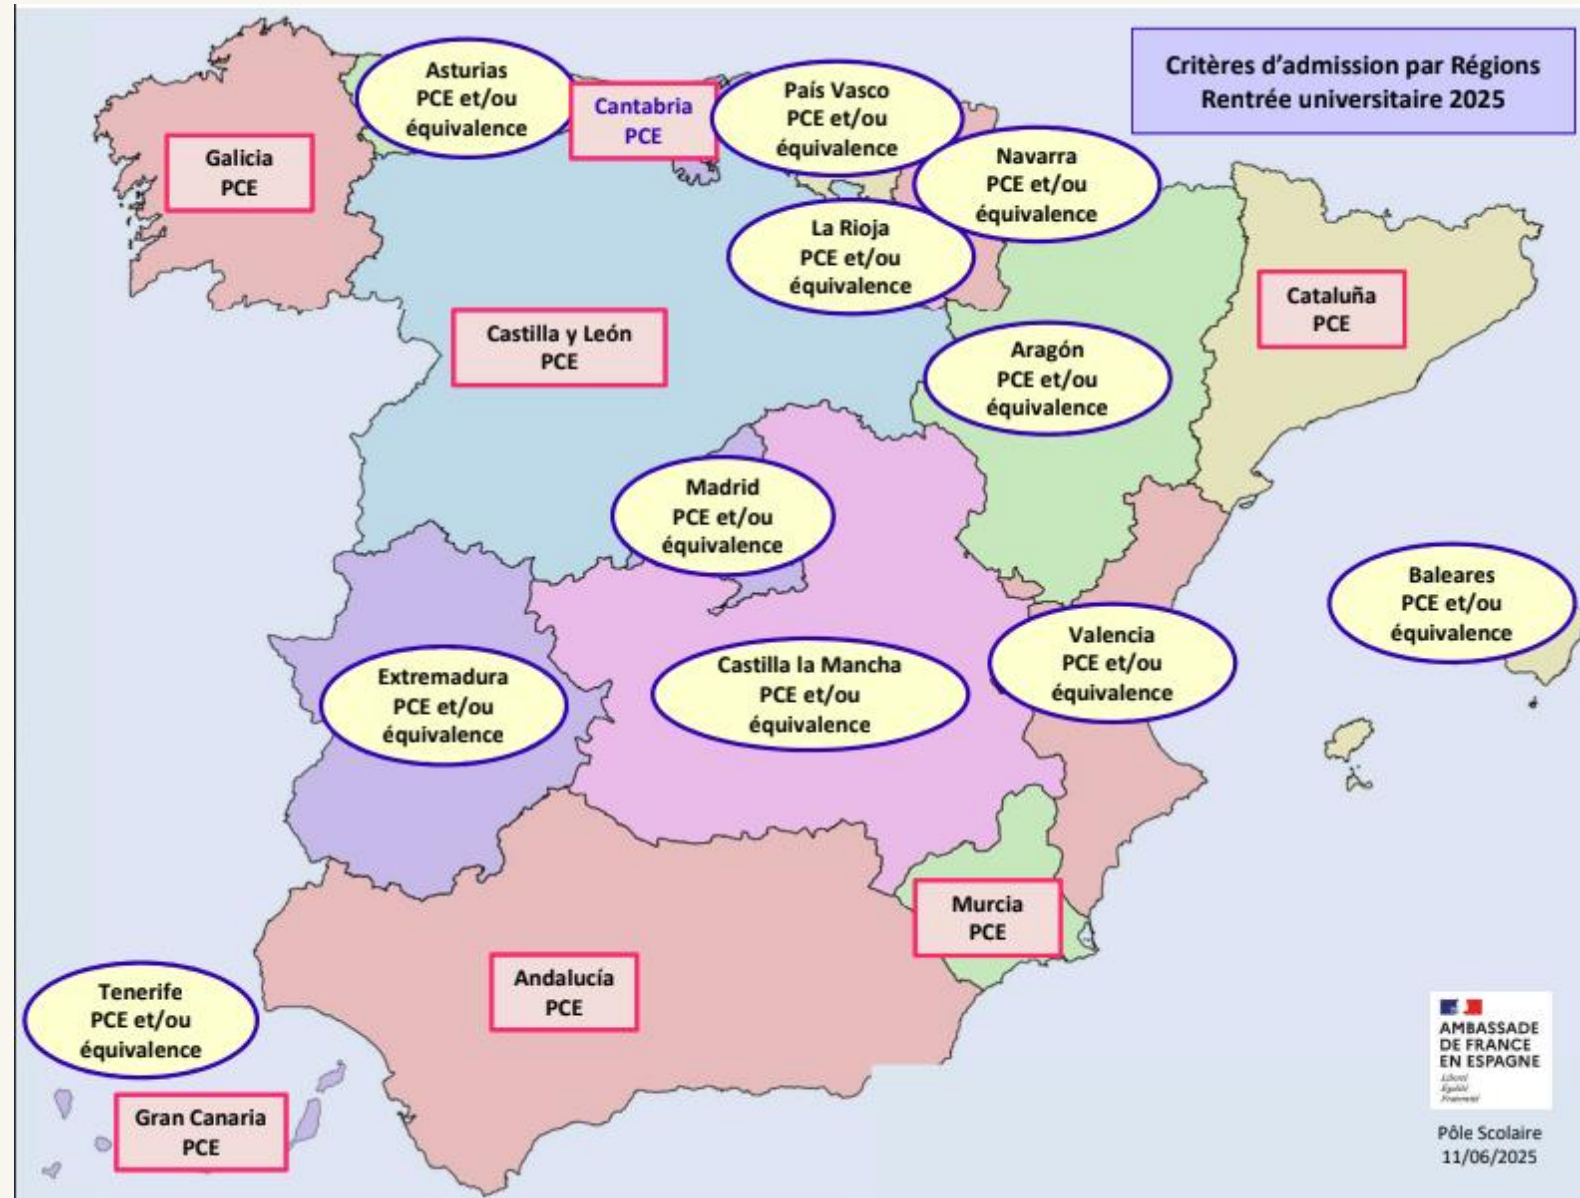 Critères d'admission par Régions
Rentrée universitaire 2025
Asturias
PCE et/ou
équivalence
Cantabria
PCE
País Vasco
PCE et/ou
équivalence
Navarra
PCE et/ou
équivalence
Galicia
PCE
La Rioja
PCE et/ou
équivalence
Cataluña
PCE
Castilla y León
PCE
Aragón
PCE et/ou
équivalence
Madrid
PCE et/ou
équivalence
Baleares
PCE et/ou
équivalence
Valencia
PCE et/ou
équivalence
Extremadura
PCE et/ou
équivalence
Castilla la Mancha
PCE et/ou
équivalence
Murcia
PCE
Andalucía
PCE
Tenerife
PCE et/ou
équivalence
Gran Canaria
PCE
AMBASSADE
DE FRANCE
EN ESPAGNE
Liberté
Égalité
Fraternité
Pôle Scolaire
11/06/2025